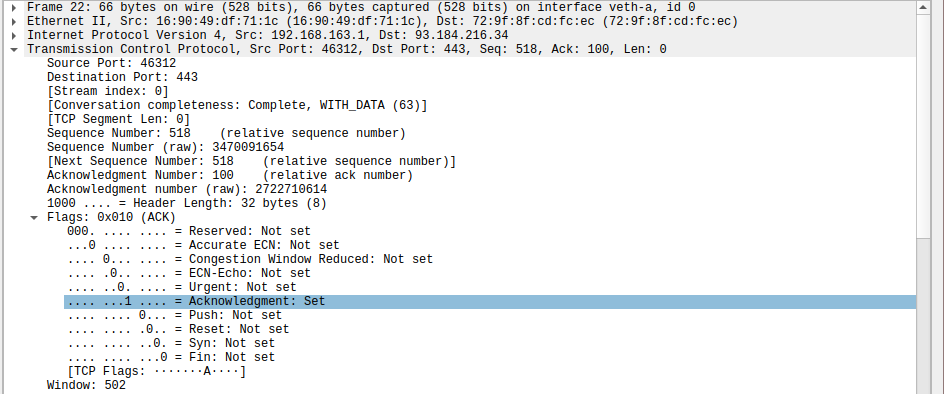 Frame 22: 66 bytes on wire (528 bits), 66 bytes captured (528 bits) on interface veth-a, id 0
Ethernet II, Src: 16:90:49:df:71:1c (16:90:49:df:71:1c), Dst: 72:9f:8f:cd:fc:ec (72:9f:8f:cd:fc:ec)
Internet Protocol Version 4, Src: 192.168.163.1, Dst: 93.184.216.34
Transmission Control Protocol, Src Port: 46312, Dst Port: 443, Seq: 518, Ack: 100, Len: 0
Source Port: 46312
Destination Port: 443
[Stream index: 0]
[Conversation completeness: Complete, WITH_DATA (63)]
[TCP Segment Len: 0]
Sequence Number: 518    (relative sequence number)
Sequence Number (raw): 3470091654
[Next Sequence Number: 518    (relative sequence number)]
Acknowledgment Number: 100    (relative ack number)
Acknowledgment number (raw): 2722710614
1000 .... = Header Length: 32 bytes (8)
Flags: 0x010 (ACK)
000. .... .... = Reserved: Not set
...0 .... .... = Accurate ECN: Not set
.... 0... .... = Congestion Window Reduced: Not set
.... .0.. .... = ECN-Echo: Not set
.... ..0. .... = Urgent: Not set
.... ...1 .... = Acknowledgment: Set
.... .... 0... = Push: Not set
.... .... .0.. = Reset: Not set
.... .... ..0. = Syn: Not set
.... .... ...0 = Fin: Not set
[TCP Flags: ·······A····]
Window: 502